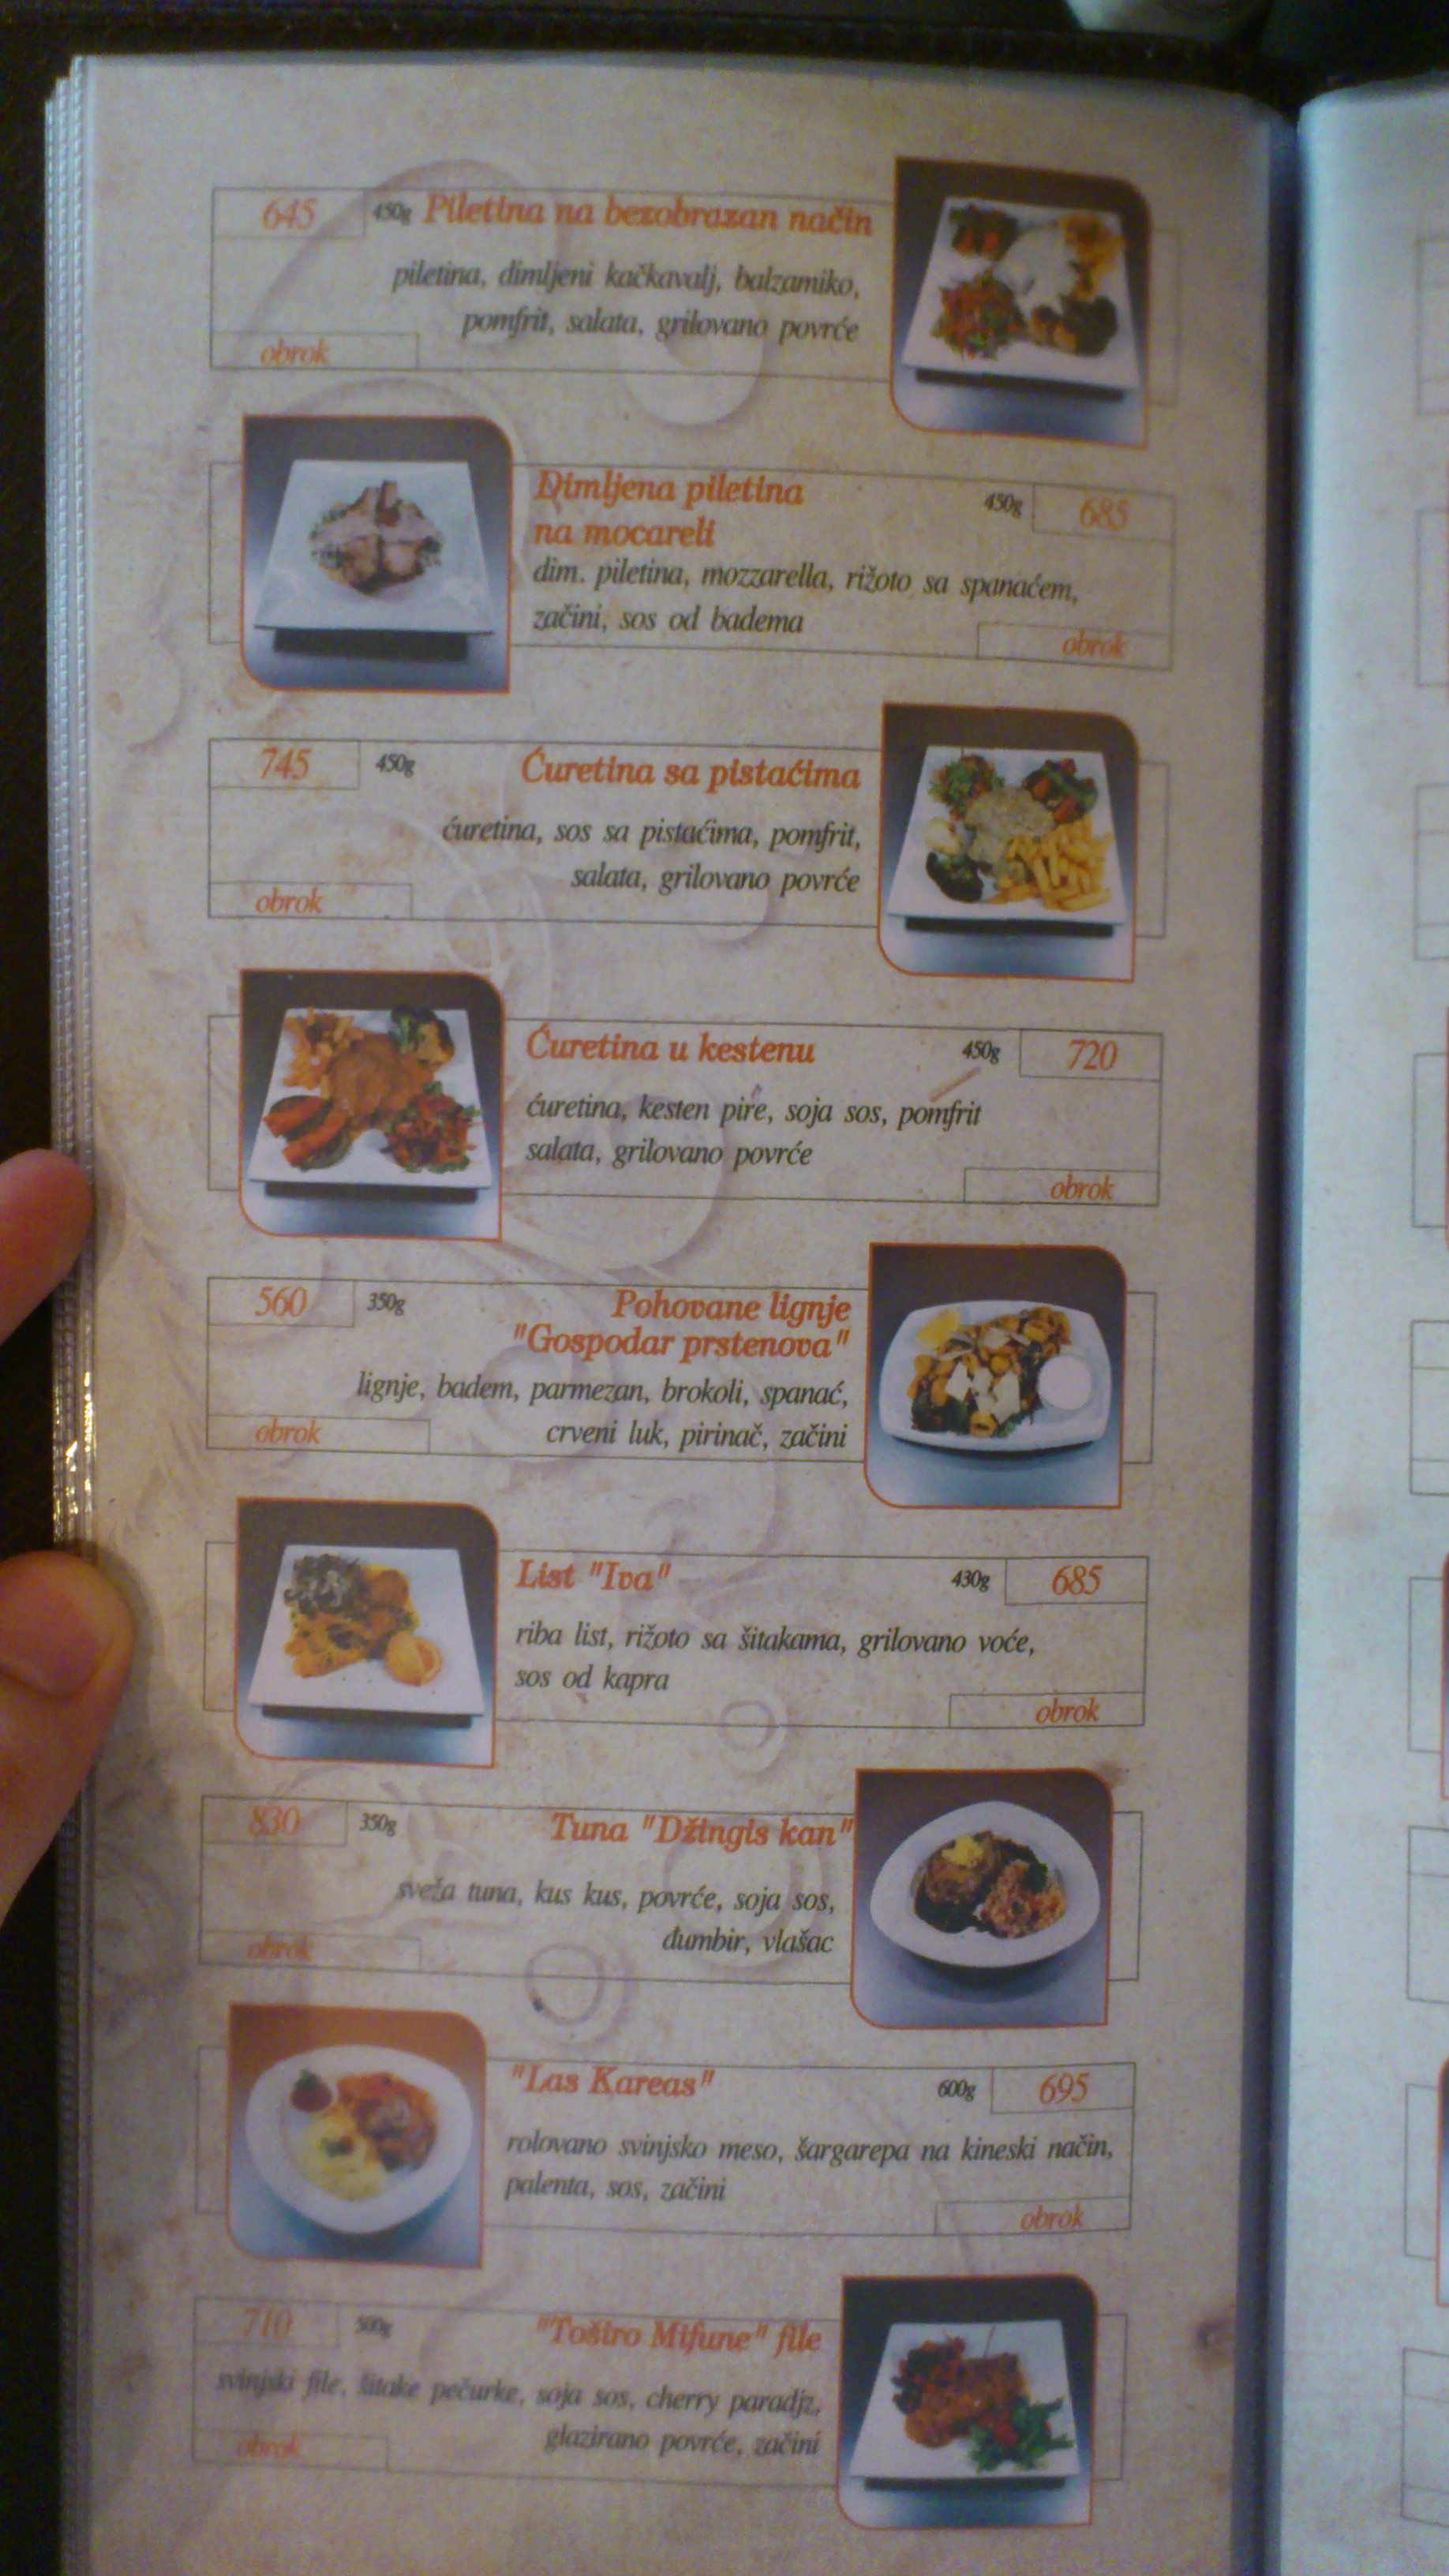 645 450g Piletina na bezobrazan način
piletina, dimljeni kačkavalj, balzamiko,
pomfrit, salata, grilovano povrće
obrok
Dimljena piletina 450g 685
na mocareli
dim. piletina, mozzarella, rižoto sa spanaćem,
začini, sos od badema
obrok
745 450g Ćuretina sa pistaćima
ćuretina, sos sa pistaćima, pomfrit,
salata, grilovano povrće
obrok
Ćuretina u kestenu 450g 720
ćuretina, kesten pire, soja sos, pomfrit
salata, grilovano povrće
obrok
560 350g Pohovane lignje
"Gospodar prstenova"
lignje, badem, parmezan, brokoli, spanać,
crveni luk, pirinač, začini
obrok
List "Iva" 430g 685
riba list, rižoto sa šitakama, grilovano voće,
sos od kapra
obrok
830 350g Tuna "Džingis kan"
sveža tuna, kus kus, povrće, soja sos,
đumbir, vlašac
obrok
"Las Kareas" 600g 695
rolovano svinjsko meso, šargarepa na kineski način,
palenta, sos, začini
obrok
710 500g "Toširo Mifune" file
svinjski file, šitake pečurke, soja sos, cherry paradjz,
glazirano povrće, začini
obrok